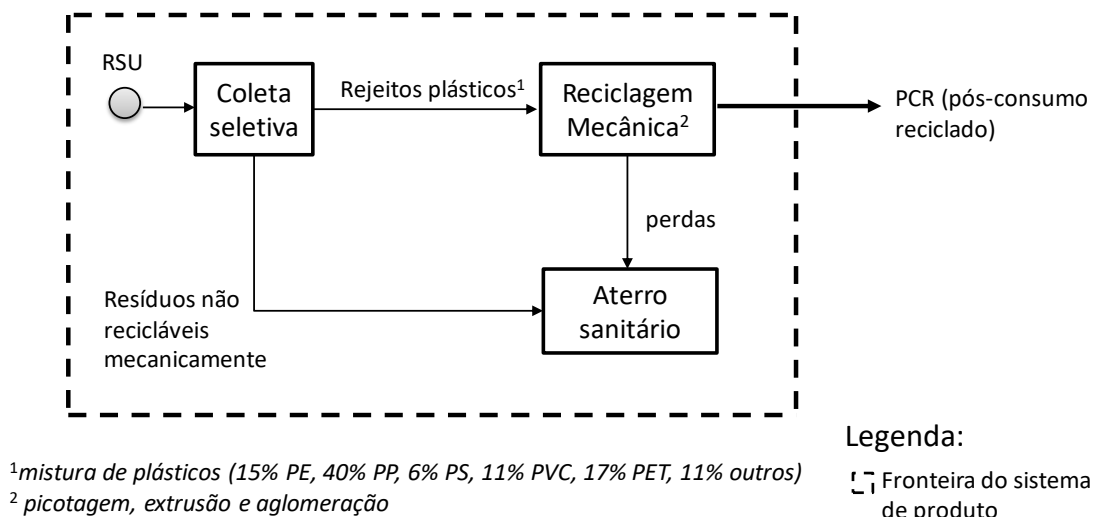 RSU
Coleta
seletiva
Rejeitos plásticos¹
Reciclagem
Mecânica²
PCR (pós-consumo
reciclado)
perdas
Resíduos não
recicláveis
mecanicamente
Aterro
sanitário
Legenda:
Fronteira do sistema
de produto
¹mistura de plásticos (15% PE, 40% PP, 6% PS, 11% PVC, 17% PET, 11% outros)
² picotagem, extrusão e aglomeração